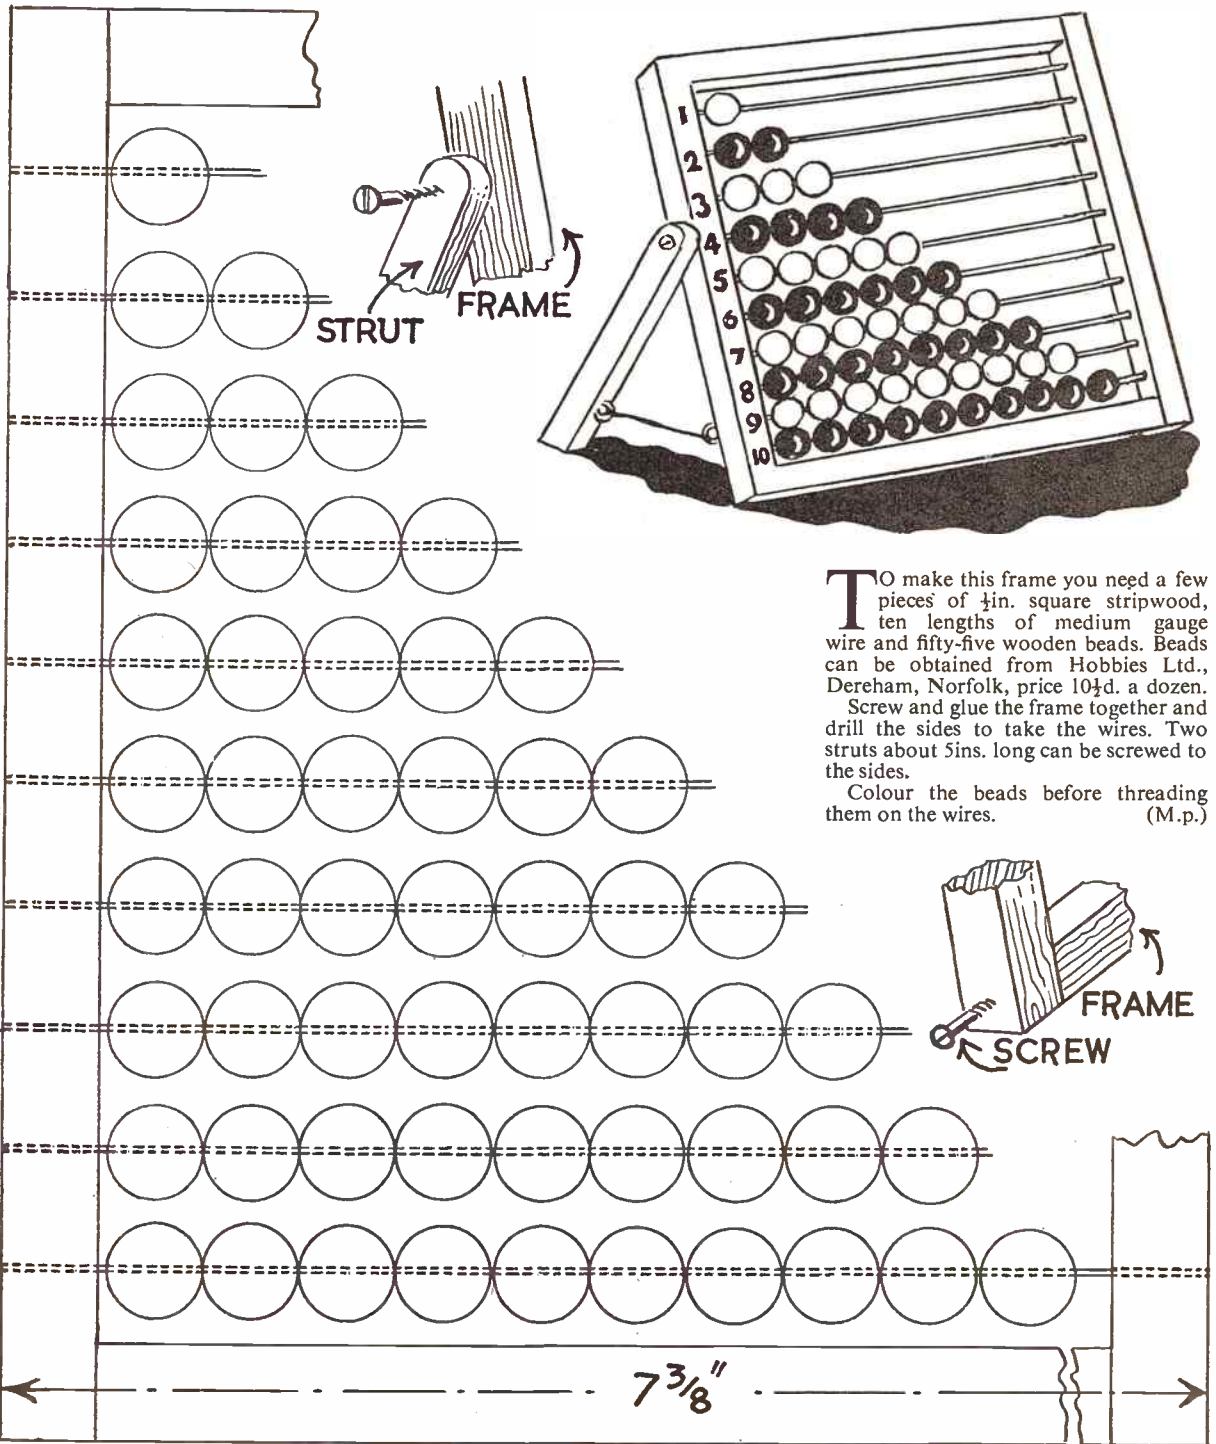 STRUT
FRAME
1
2
3
4
5
6
7
8
9
10
TO make this frame you need a few
pieces of ½in. square stripwood,
ten lengths of medium gauge
wire and fifty-five wooden beads. Beads
can be obtained from Hobbies Ltd.,
Dereham, Norfolk, price 10½d. a dozen.
Screw and glue the frame together and
drill the sides to take the wires. Two
struts about 5ins. long can be screwed to
the sides.
Colour the beads before threading
them on the wires. (M.p.)
FRAME
SCREW
7 3/8"